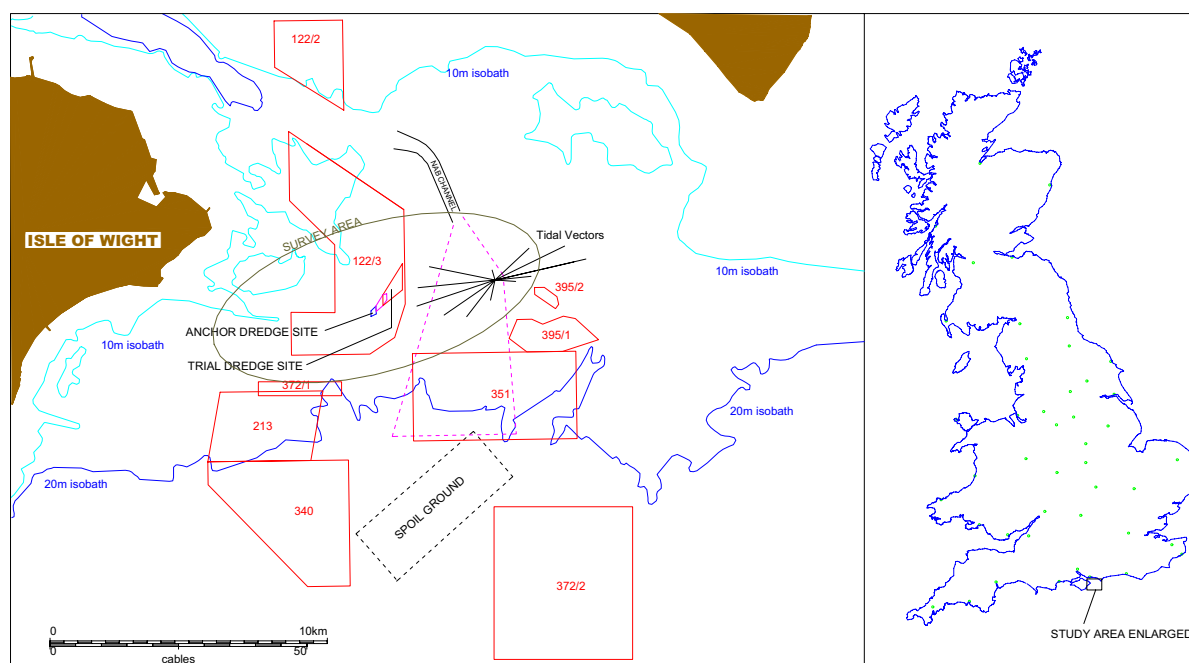 122/2
10m isobath
NAB CHANNEL
ISLE OF WIGHT
SURVEY AREA
Tidal Vectors
122/3
10m isobath
395/2
ANCHOR DREDGE SITE
395/1
10m isobath
TRIAL DREDGE SITE
372/1
351
20m isobath
213
20m isobath
340
SPOIL GROUND
372/2
0 10km
0 50
cables
STUDY AREA ENLARGED